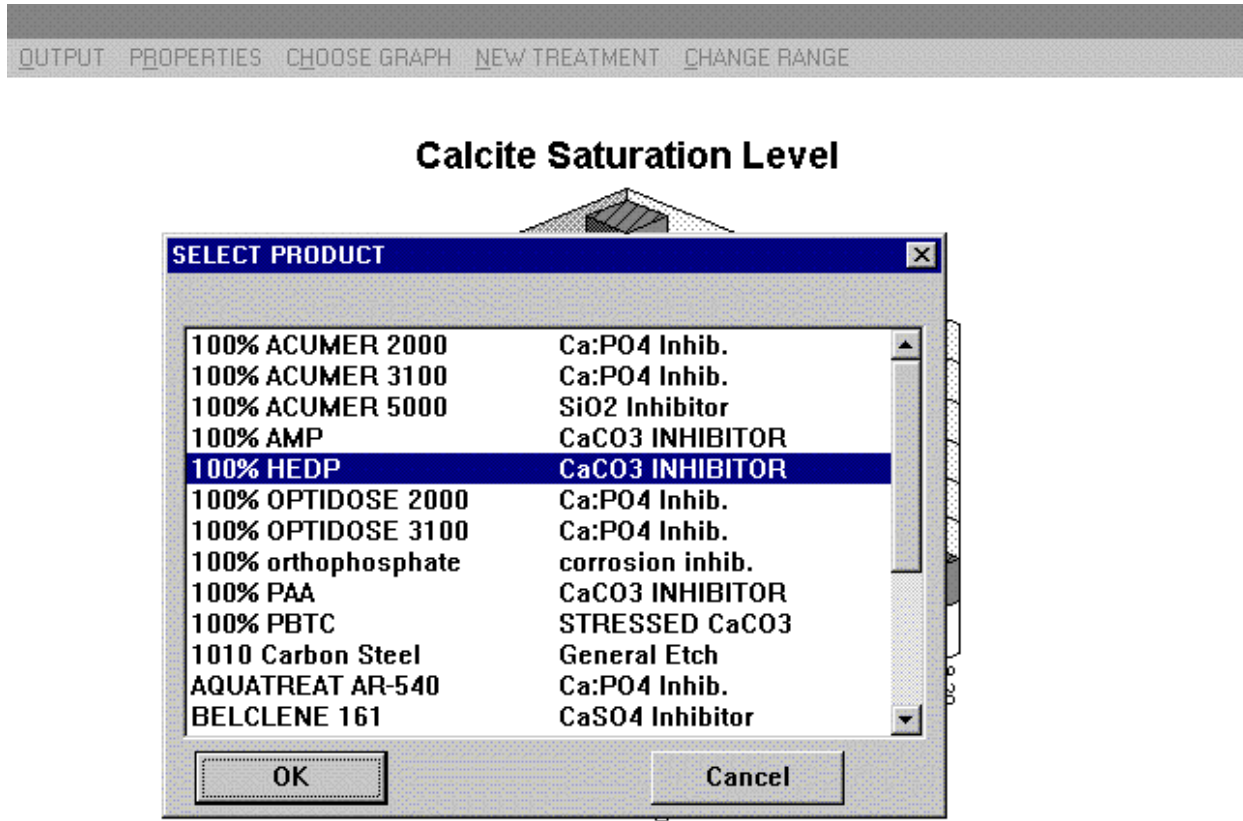 OUTPUT PROPERTIES CHOOSE GRAPH NEW TREATMENT CHANGE RANGE
Calcite Saturation Level
SELECT PRODUCT
100% ACUMER 2000 Ca:PO4 Inhib.
100% ACUMER 3100 Ca:PO4 Inhib.
100% ACUMER 5000 SiO2 Inhibitor
100% AMP CaCO3 INHIBITOR
100% HEDP CaCO3 INHIBITOR
100% OPTIDOSE 2000 Ca:PO4 Inhib.
100% OPTIDOSE 3100 Ca:PO4 Inhib.
100% orthophosphate corrosion inhib.
100% PAA CaCO3 INHIBITOR
100% PBTC STRESSED CaCO3
1010 Carbon Steel General Etch
AQUATREAT AR-540 Ca:PO4 Inhib.
BELCLENE 161 CaSO4 Inhibitor
OK Cancel